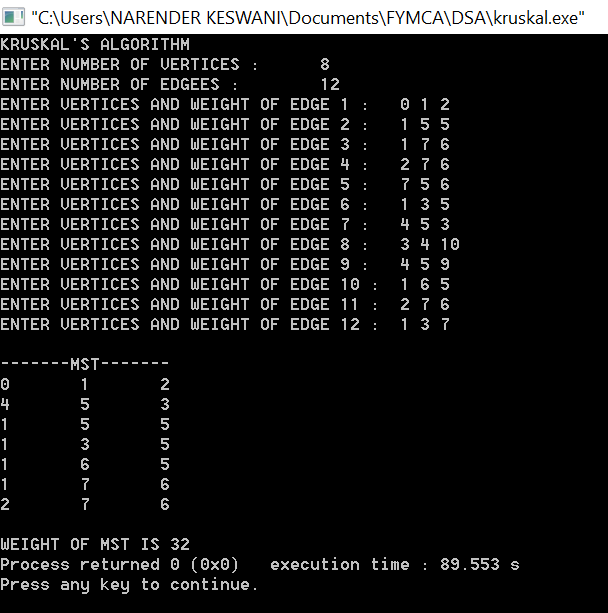 "C:\Users\NARENDER KESWANI\Documents\FYMCA\DSA\kruskal.exe"
KRUSKAL'S ALGORITHM
ENTER NUMBER OF VERTICES : 8
ENTER NUMBER OF EDGEES : 12
ENTER VERTICES AND WEIGHT OF EDGE 1 : 0 1 2
ENTER VERTICES AND WEIGHT OF EDGE 2 : 1 5 5
ENTER VERTICES AND WEIGHT OF EDGE 3 : 1 7 6
ENTER VERTICES AND WEIGHT OF EDGE 4 : 2 7 6
ENTER VERTICES AND WEIGHT OF EDGE 5 : 7 5 6
ENTER VERTICES AND WEIGHT OF EDGE 6 : 1 3 5
ENTER VERTICES AND WEIGHT OF EDGE 7 : 4 5 3
ENTER VERTICES AND WEIGHT OF EDGE 8 : 3 4 10
ENTER VERTICES AND WEIGHT OF EDGE 9 : 4 5 9
ENTER VERTICES AND WEIGHT OF EDGE 10 : 1 6 5
ENTER VERTICES AND WEIGHT OF EDGE 11 : 2 7 6
ENTER VERTICES AND WEIGHT OF EDGE 12 : 1 3 7
-------MST-------
0 1 2
4 5 3
1 5 5
1 3 5
1 6 5
1 7 6
2 7 6
WEIGHT OF MST IS 32
Process returned 0 (0x0) execution time : 89.553 s
Press any key to continue.